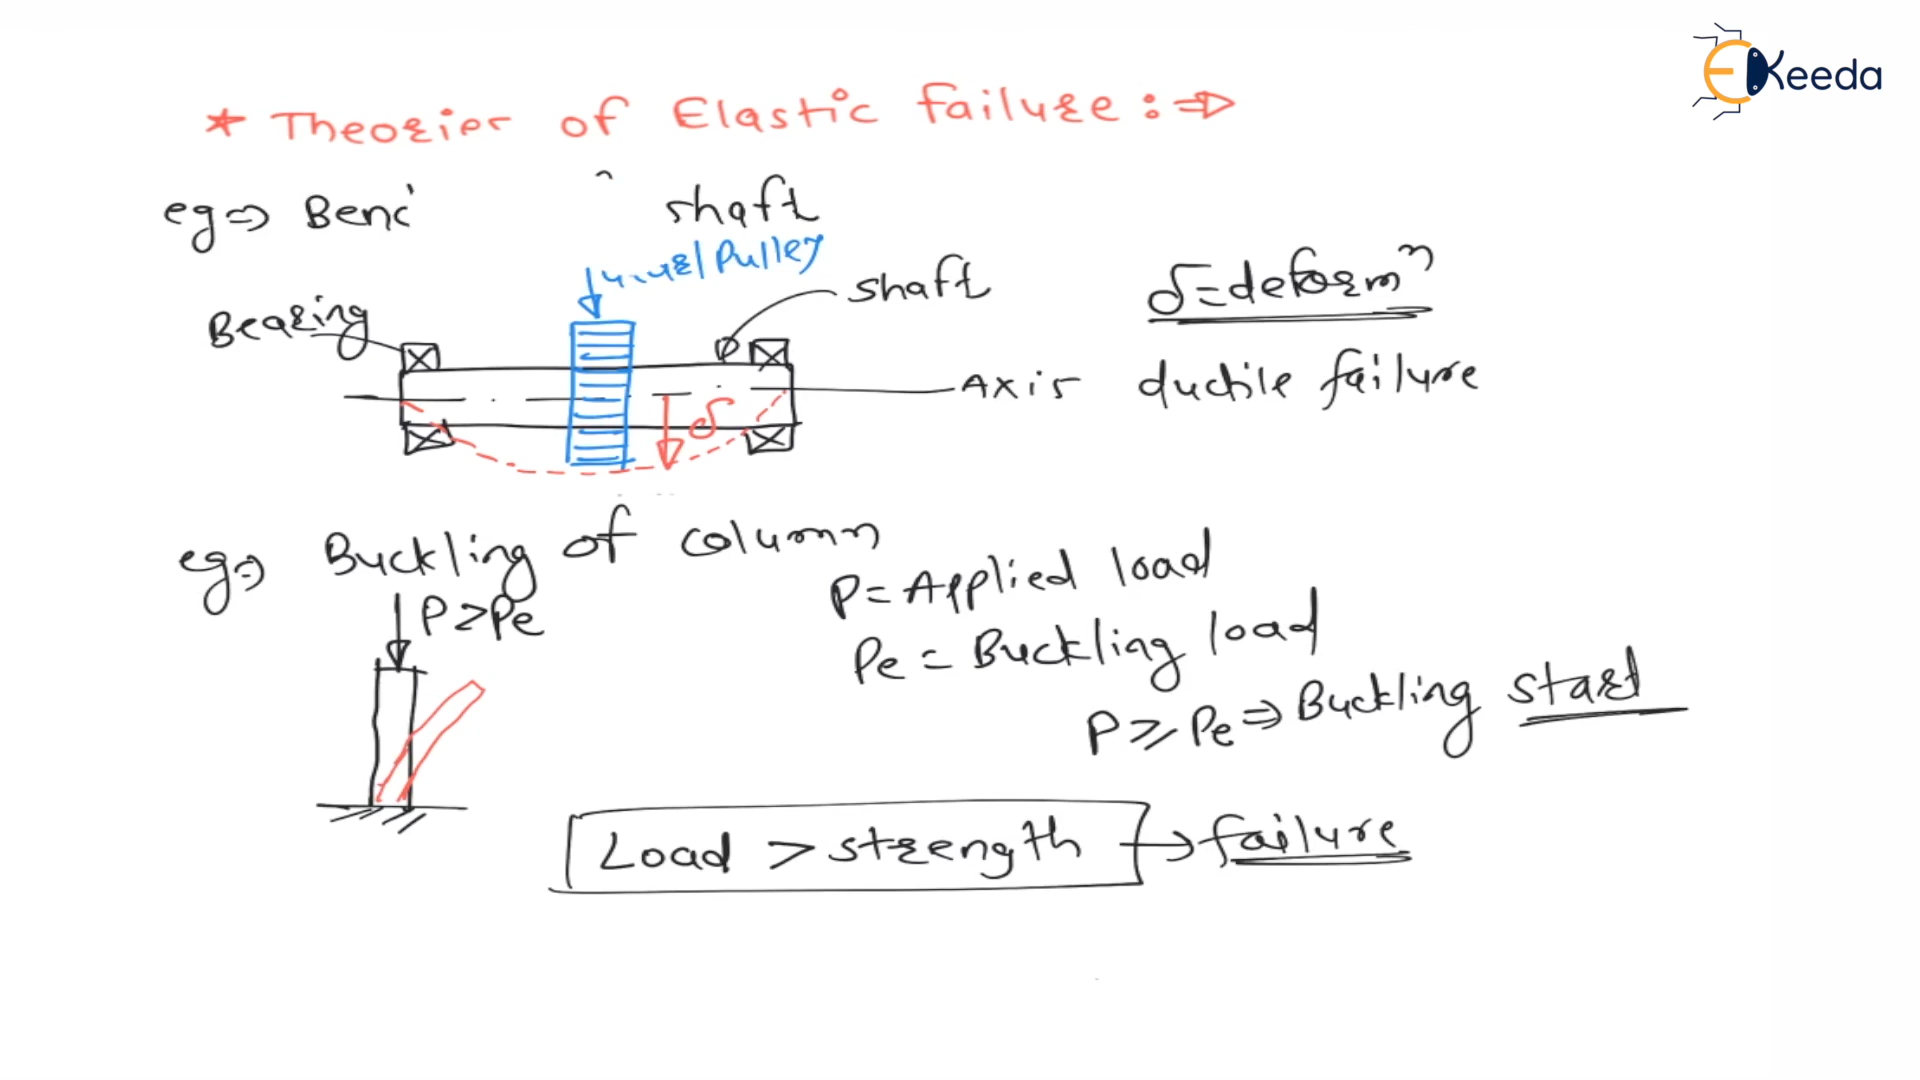 EKeeda
* Theories of Elastic failure : ⇒
eg ⇒ Bend shaft
Pulley
shaft
Bearing
δ = deformⁿ
Axis
ductile failure
δ
eg ⇒ Buckling of column
P ≥ Pe
P = Applied load
Pe = Buckling load
P ≥ Pe ⇒ Buckling start
Load > strength → failure